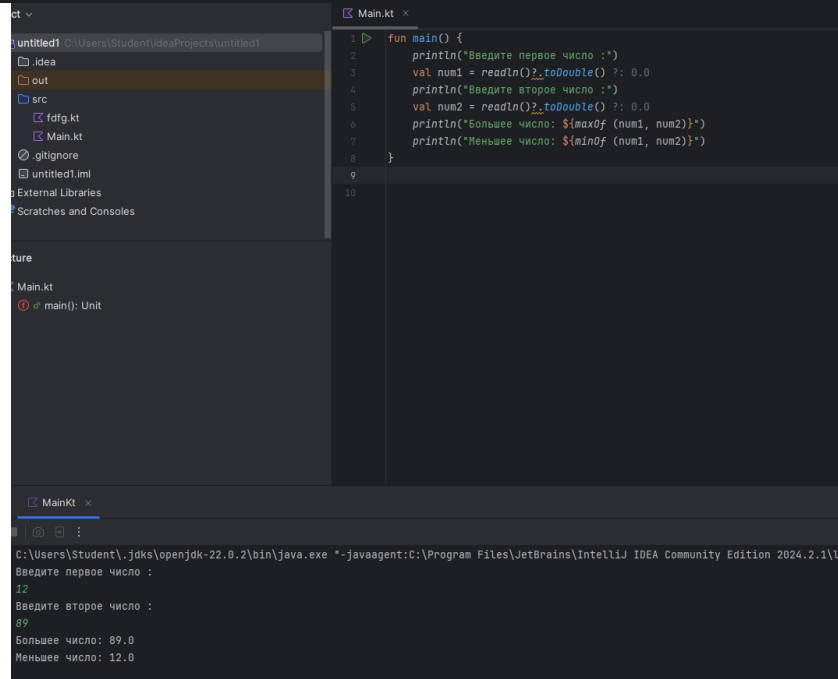 ct
untitled1 C:\Users\Student\IdeaProjects\untitled1
.idea
out
src
fdfg.kt
Main.kt
.gitignore
untitled1.iml
External Libraries
Scratches and Consoles
cture
Main.kt
main(): Unit
Main.kt
1 fun main() {
2 println("Введите первое число :")
3 val num1 = readln()?.toDouble() ?: 0.0
4 println("Введите второе число :")
5 val num2 = readln()?.toDouble() ?: 0.0
6 println("Большее число: ${maxOf (num1, num2)}")
7 println("Меньшее число: ${minOf (num1, num2)}")
8 }
9
10
MainKt
C:\Users\Student\.jdks\openjdk-22.0.2\bin\java.exe "-javaagent:C:\Program Files\JetBrains\IntelliJ IDEA Community Edition 2024.2.1\l
Введите первое число :
12
Введите второе число :
89
Большее число: 89.0
Меньшее число: 12.0